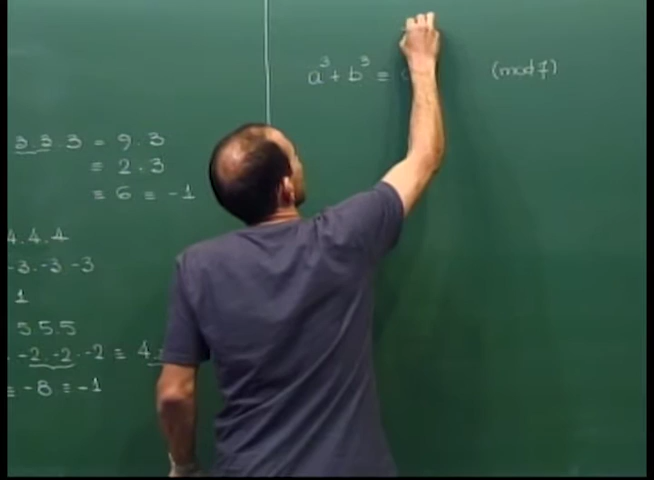 3.3.3 = 9.3
≡ 2.3
≡ 6 ≡ -1
4.4.4
-3.-3.-3
1
5 5.5
-2.-2.-2 ≡ 4.
≡ -8 ≡ -1
a³ + b³ ≡ (mod 7)